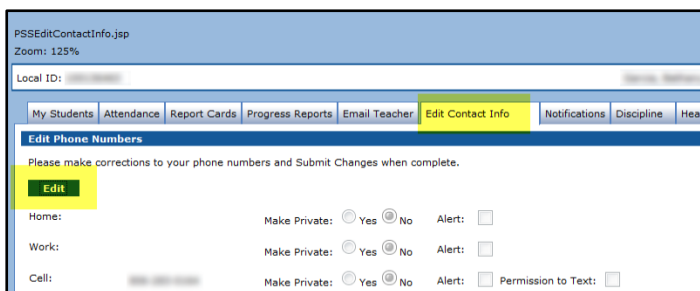 PSSEditContactInfo.jsp
Zoom: 125%
Local ID:
My Students Attendance Report Cards Progress Reports Email Teacher Edit Contact Info Notifications Discipline Hea
Edit Phone Numbers
Please make corrections to your phone numbers and Submit Changes when complete.
Edit
Home: Make Private: Yes No Alert:
Work: Make Private: Yes No Alert:
Cell: Make Private: Yes No Alert: Permission to Text: